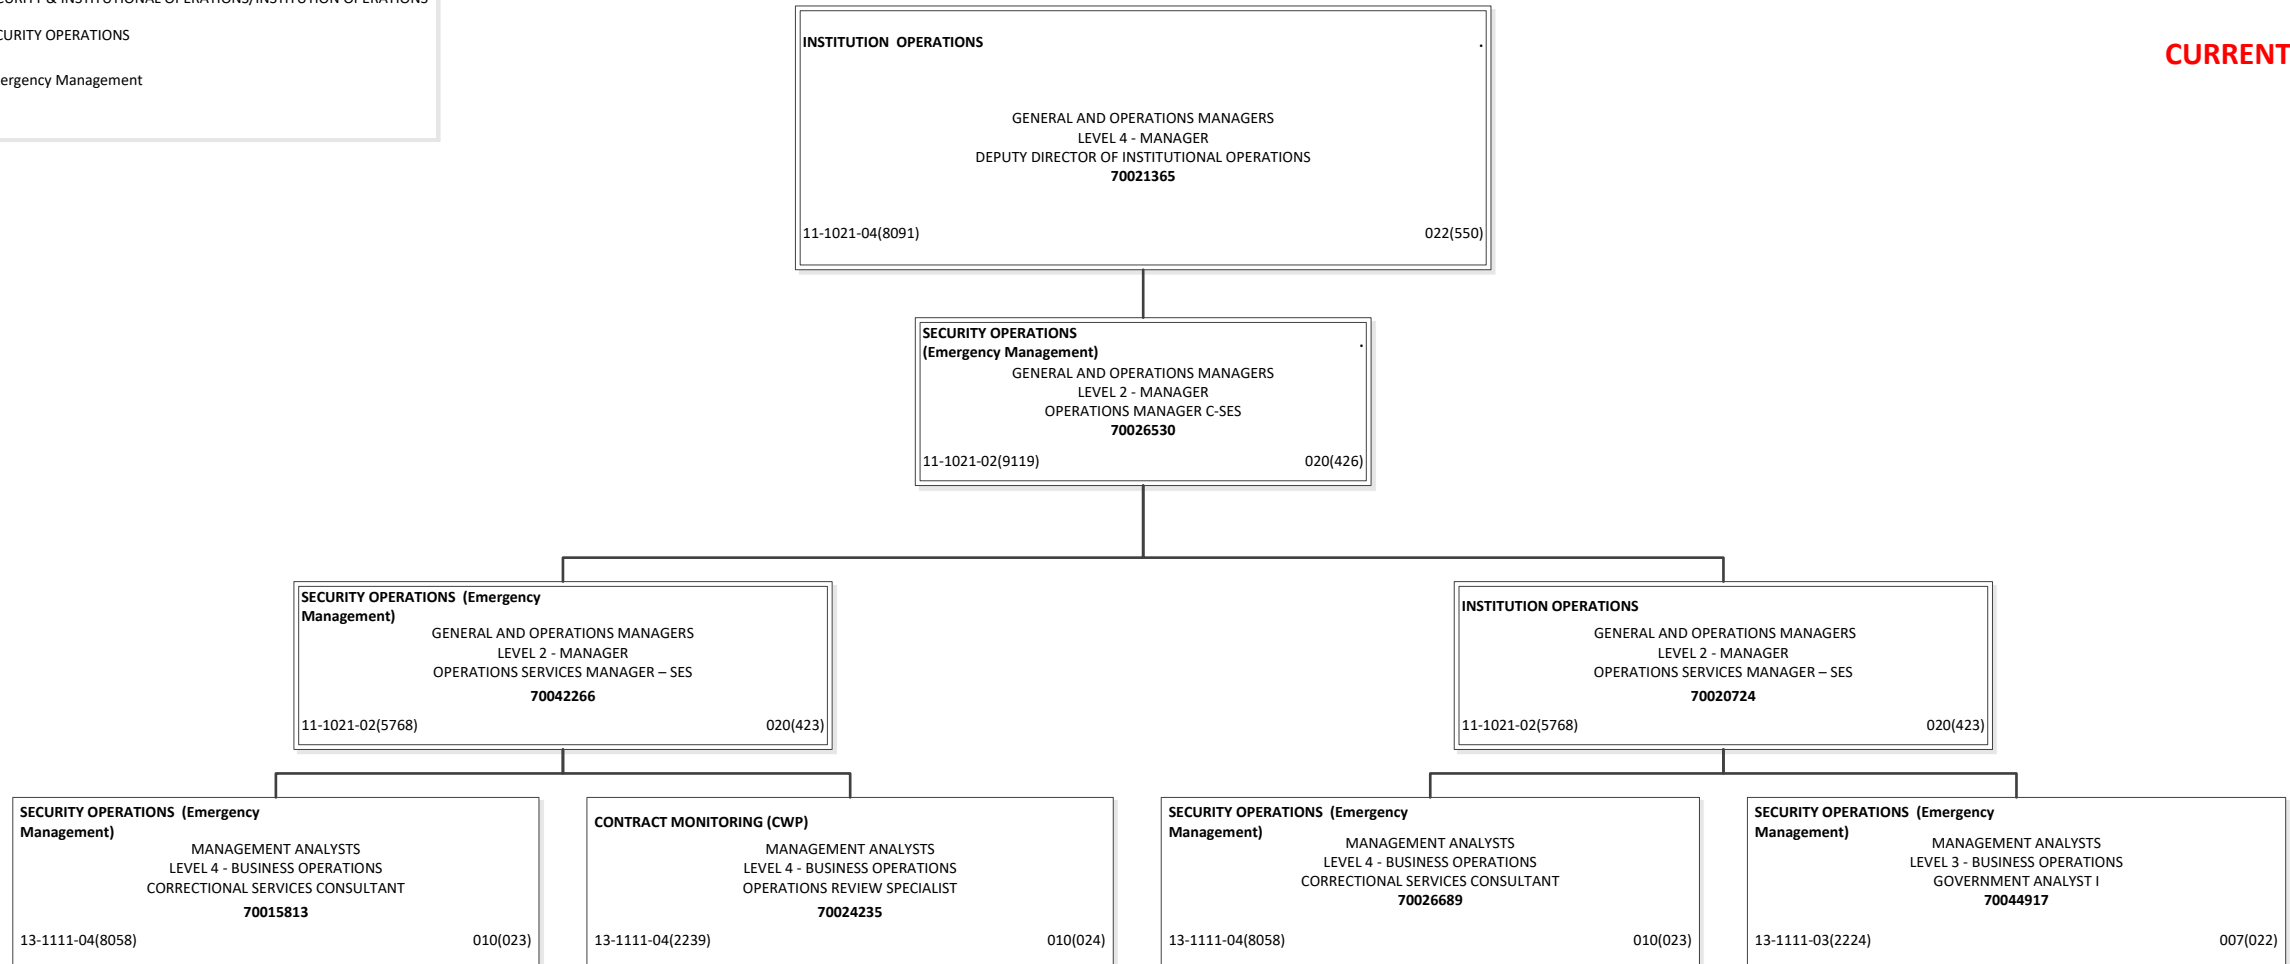 & INSTITUTIONAL OPERATIONS/INSTITUTION OPERATIONS
OPERATIONS
Management
CURRENT
INSTITUTION OPERATIONS .
GENERAL AND OPERATIONS MANAGERS
LEVEL 4 - MANAGER
DEPUTY DIRECTOR OF INSTITUTIONAL OPERATIONS
70021365
11-1021-04(8091) 022(550)
SECURITY OPERATIONS
(Emergency Management) .
GENERAL AND OPERATIONS MANAGERS
LEVEL 2 - MANAGER
OPERATIONS MANAGER C-SES
70026530
11-1021-02(9119) 020(426)
SECURITY OPERATIONS (Emergency
Management)
GENERAL AND OPERATIONS MANAGERS
LEVEL 2 - MANAGER
OPERATIONS SERVICES MANAGER – SES
70042266
11-1021-02(5768) 020(423)
INSTITUTION OPERATIONS
GENERAL AND OPERATIONS MANAGERS
LEVEL 2 - MANAGER
OPERATIONS SERVICES MANAGER – SES
70020724
11-1021-02(5768) 020(423)
SECURITY OPERATIONS (Emergency
Management)
MANAGEMENT ANALYSTS
LEVEL 4 - BUSINESS OPERATIONS
CORRECTIONAL SERVICES CONSULTANT
70015813
13-1111-04(8058) 010(023)
CONTRACT MONITORING (CWP)
MANAGEMENT ANALYSTS
LEVEL 4 - BUSINESS OPERATIONS
OPERATIONS REVIEW SPECIALIST
70024235
13-1111-04(2239) 010(024)
SECURITY OPERATIONS (Emergency
Management)
MANAGEMENT ANALYSTS
LEVEL 4 - BUSINESS OPERATIONS
CORRECTIONAL SERVICES CONSULTANT
70026689
13-1111-04(8058) 010(023)
SECURITY OPERATIONS (Emergency
Management)
MANAGEMENT ANALYSTS
LEVEL 3 - BUSINESS OPERATIONS
GOVERNMENT ANALYST I
70044917
13-1111-03(2224) 007(022)